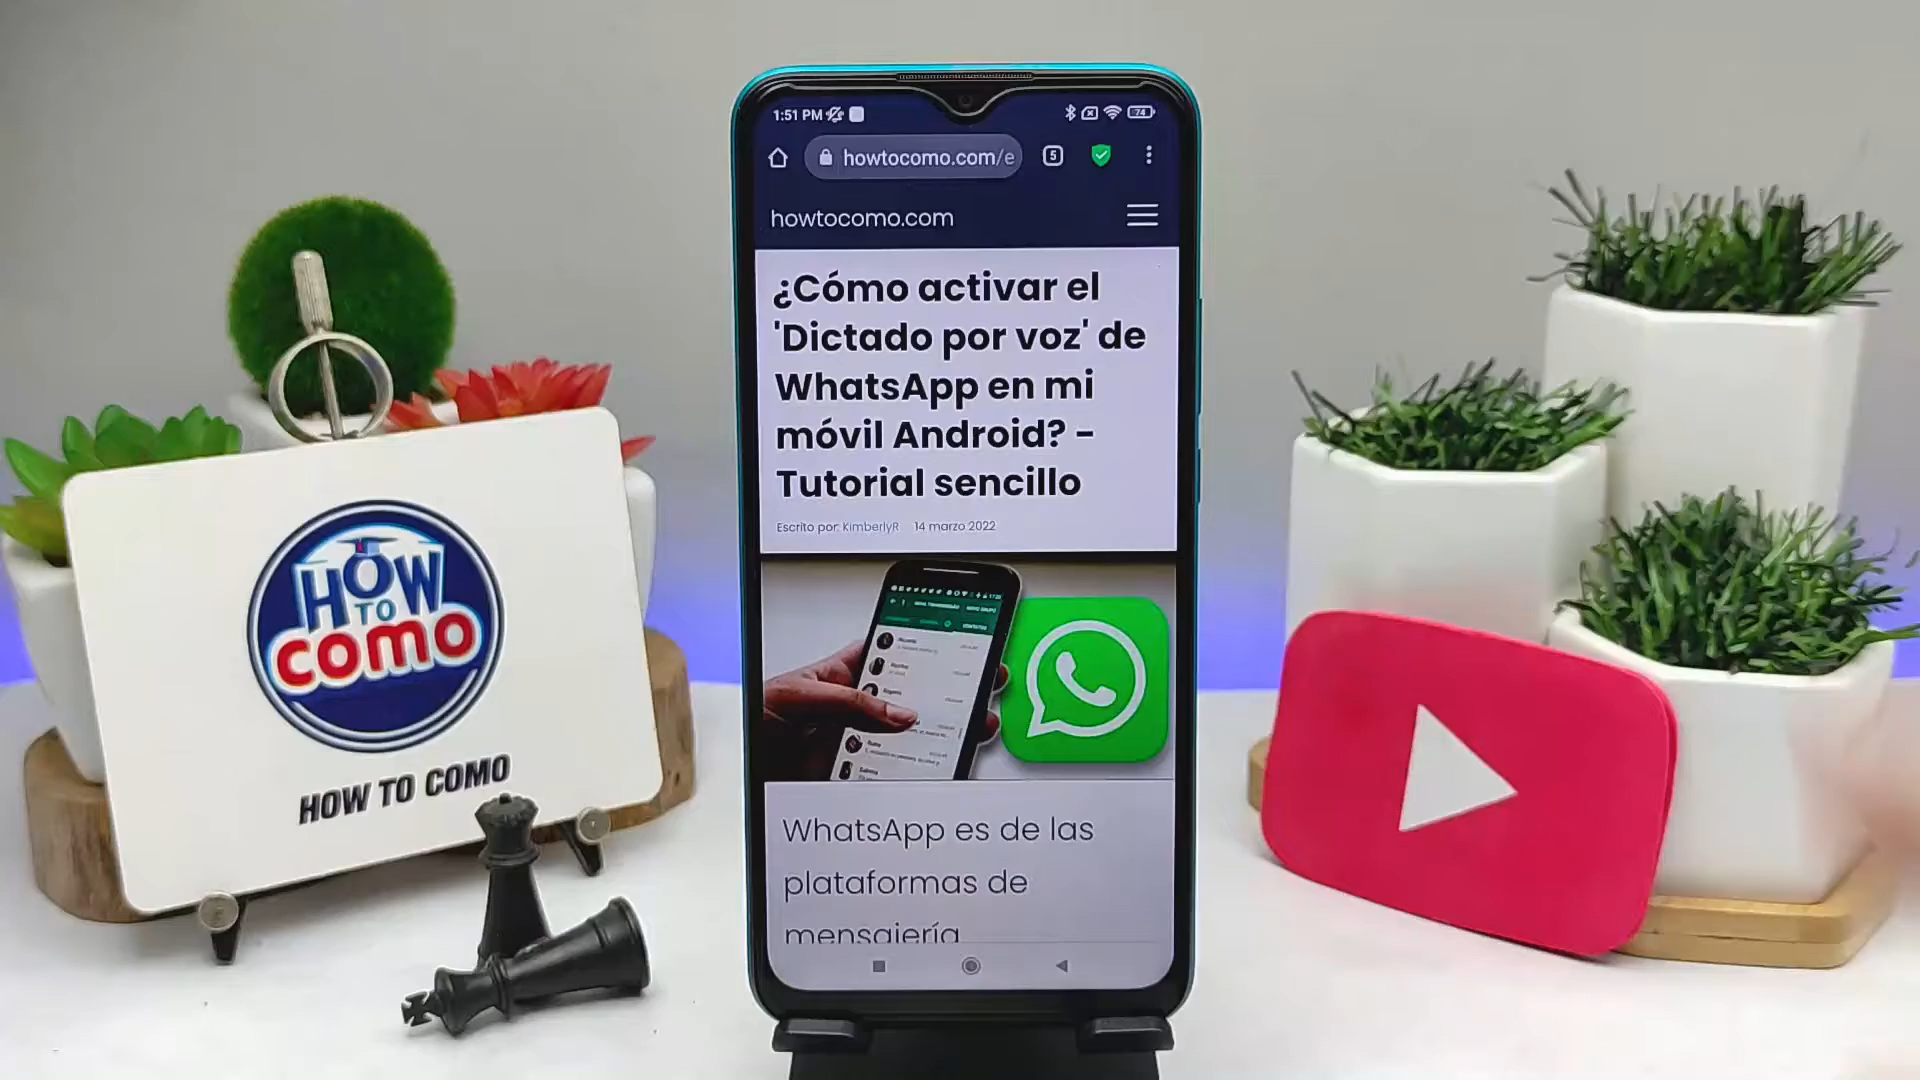 1:51 PM
74
howtocomo.com/e
5
howtocomo.com
¿Cómo activar el
'Dictado por voz' de
WhatsApp en mi
móvil Android? -
Tutorial sencillo
Escrito por: KimberlyR 14 marzo 2022
WhatsApp es de las
plataformas de
mensajería
HOW
TO
como
HOW TO COMO